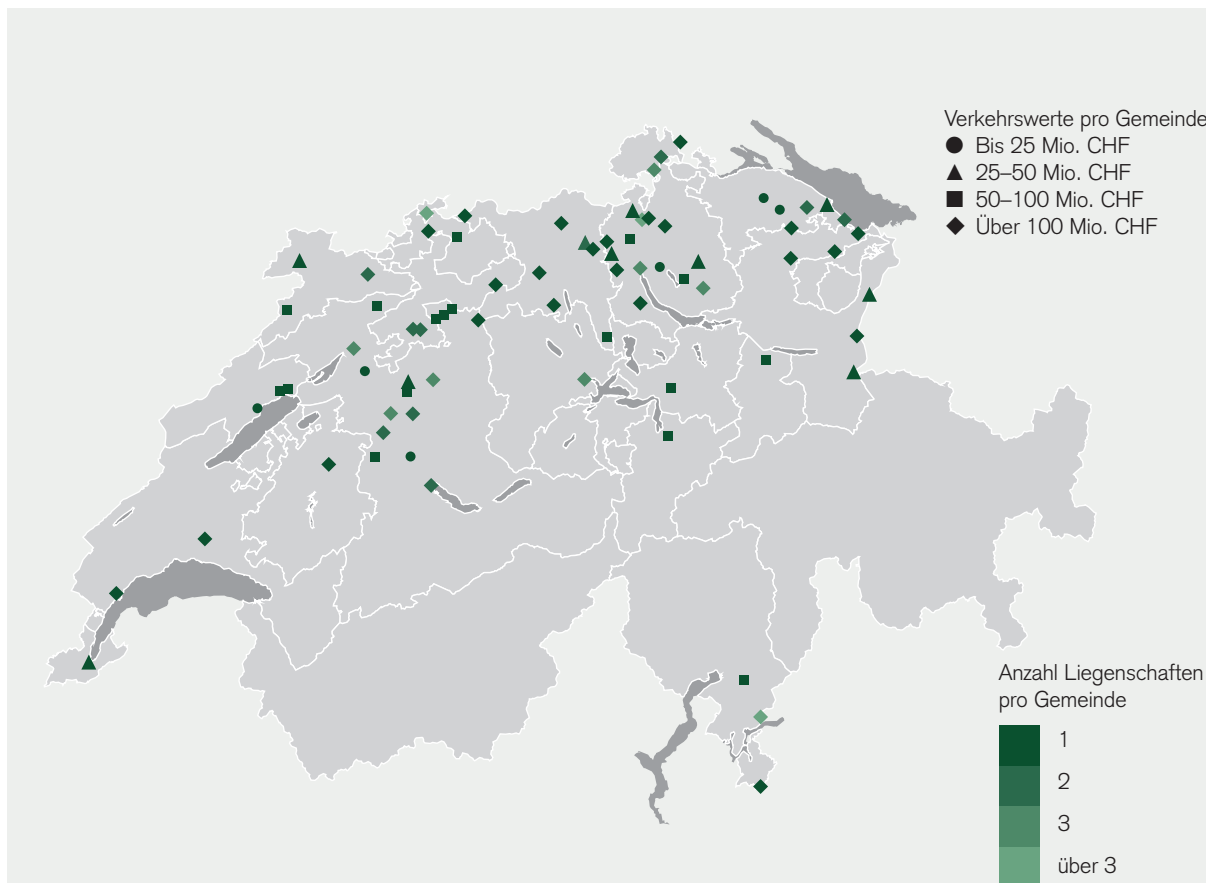 Verkehrswerte pro Gemeinde
Bis 25 Mio. CHF
25–50 Mio. CHF
50–100 Mio. CHF
Über 100 Mio. CHF
Anzahl Liegenschaften
pro Gemeinde
1
2
3
über 3